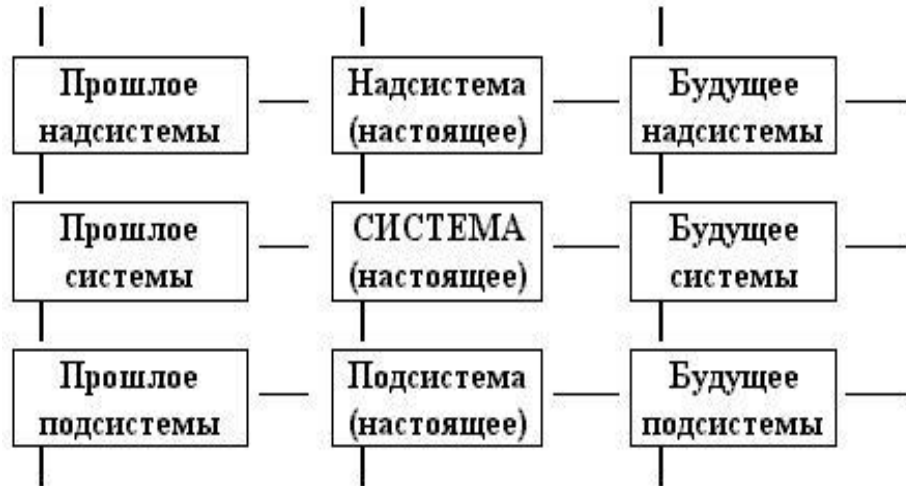 Прошлое
надсистемы
Надсистема
(настоящее)
Будущее
надсистемы
Прошлое
системы
СИСТЕМА
(настоящее)
Будущее
системы
Прошлое
подсистемы
Подсистема
(настоящее)
Будущее
подсистемы